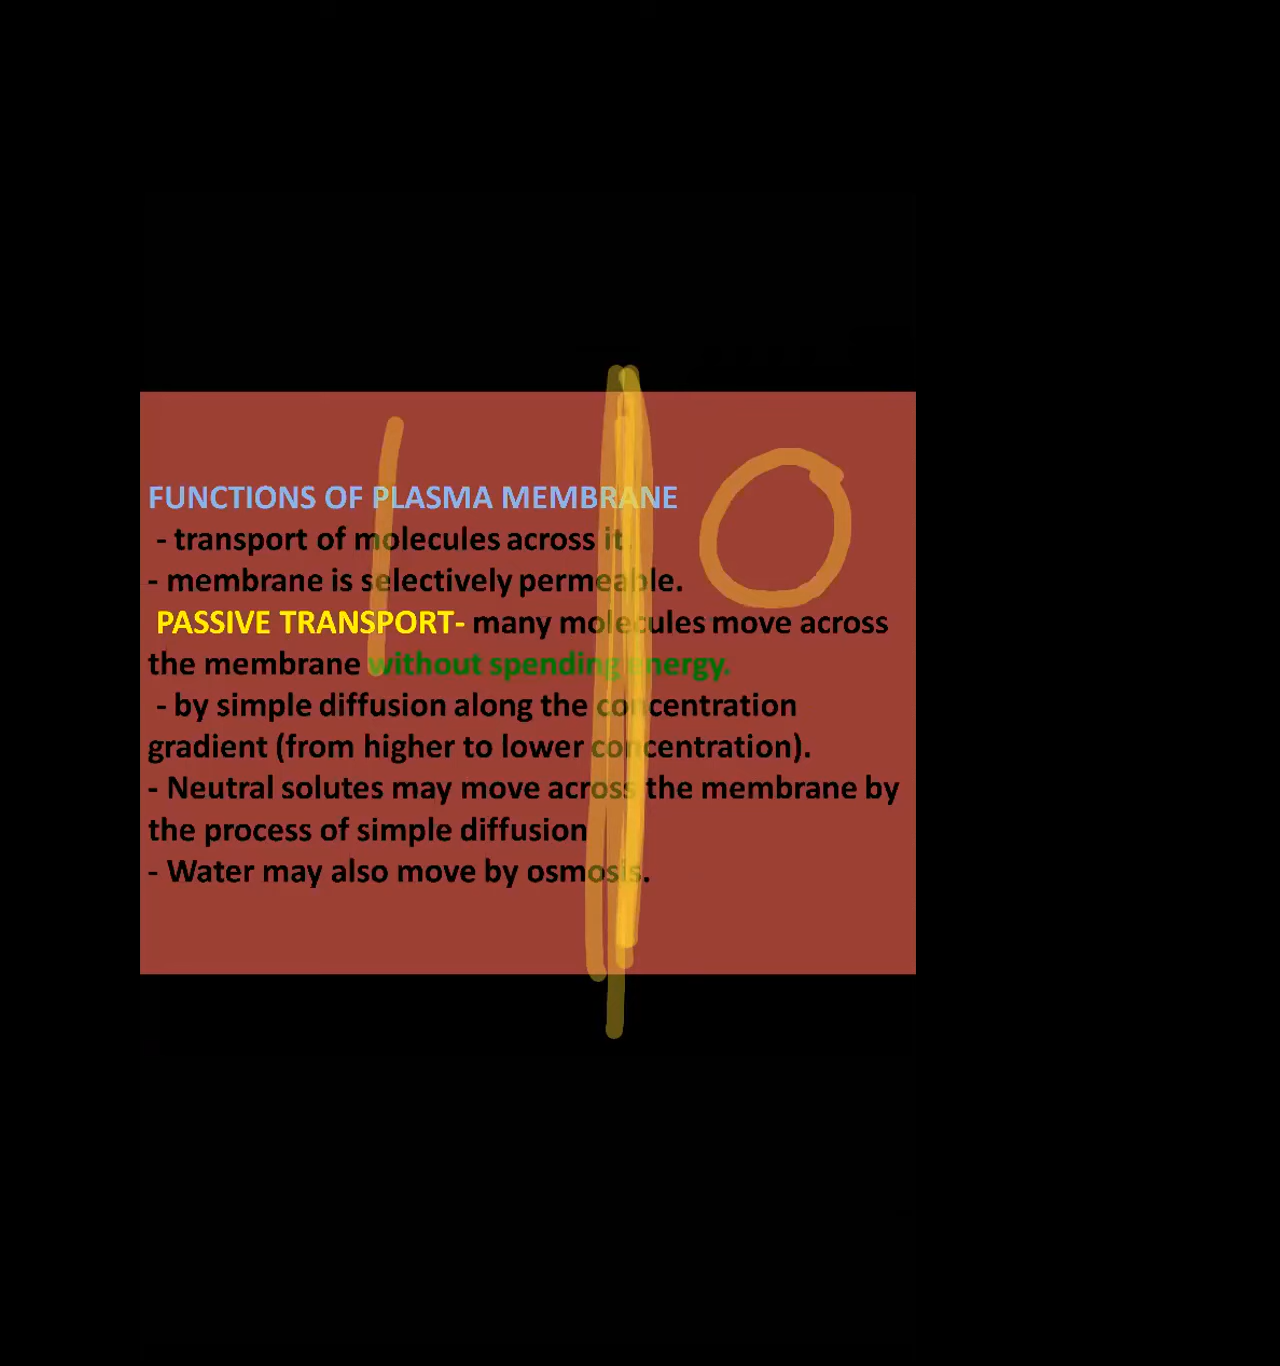 FUNCTIONS OF PLASMA MEMBRANE
- transport of molecules across it.
- membrane is selectively permeable.
PASSIVE TRANSPORT- many molecules move across
the membrane without spending energy.
- by simple diffusion along the concentration
gradient (from higher to lower concentration).
- Neutral solutes may move across the membrane by
the process of simple diffusion
- Water may also move by osmosis.